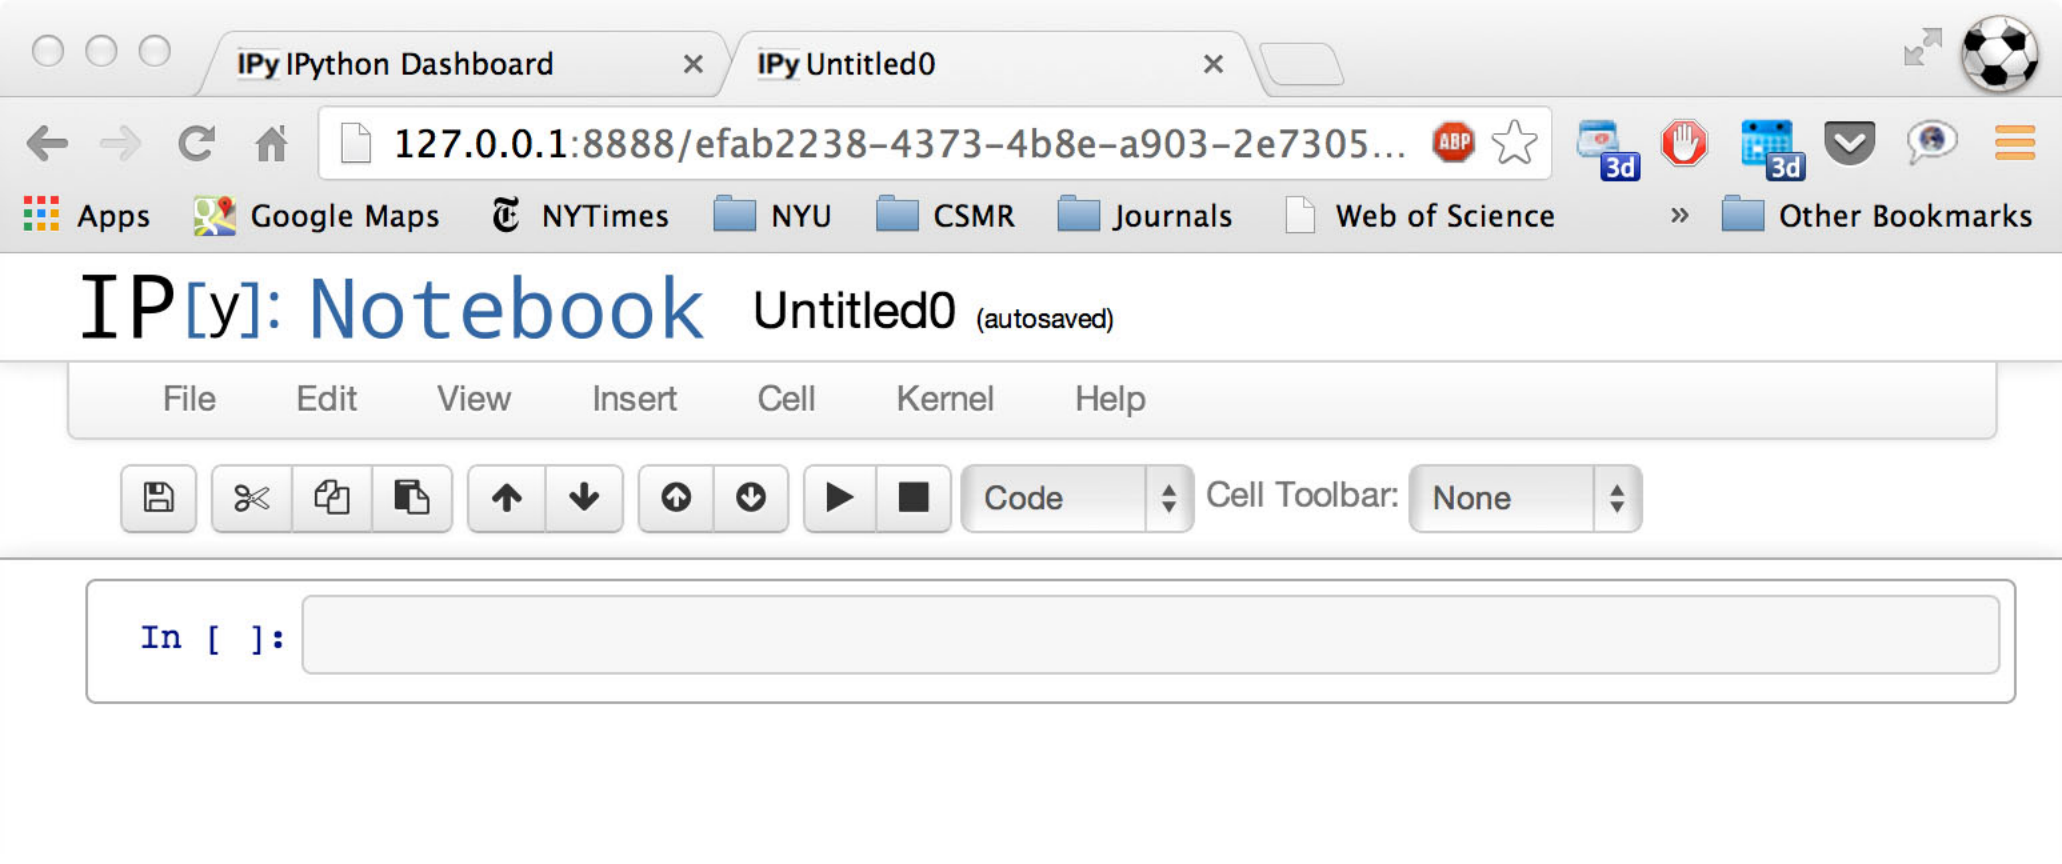 IPy IPython Dashboard × IPy Untitled0 ×
127.0.0.1:8888/efab2238-4373-4b8e-a903-2e7305... ABP 3d 3d
Apps Google Maps NYTimes NYU CSMR Journals Web of Science » Other Bookmarks
IP[y]: Notebook Untitled0 (autosaved)
File Edit View Insert Cell Kernel Help
Code Cell Toolbar: None
In [ ]: